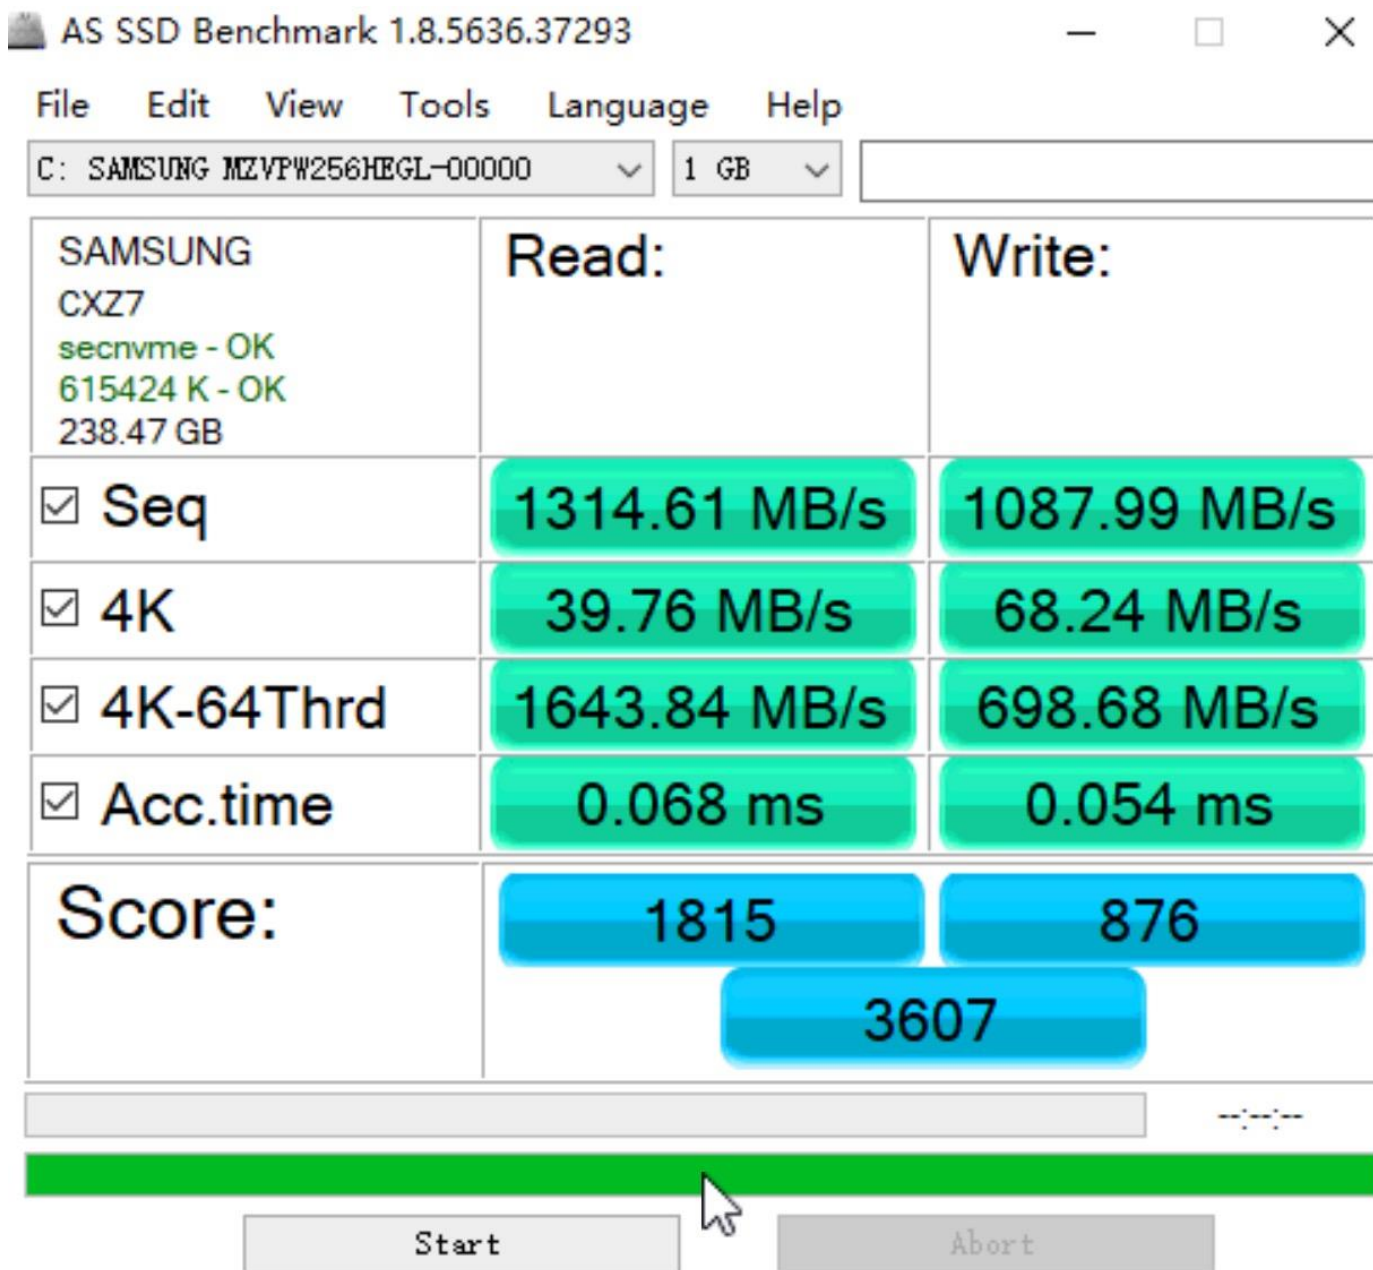 AS SSD Benchmark 1.8.5636.37293
File Edit View Tools Language Help
C: SAMSUNG MZVPW256HEGL-00000 1 GB
SAMSUNG
CXZ7
secnvme - OK
615424 K - OK
238.47 GB
Read: Write:
Seq 1314.61 MB/s 1087.99 MB/s
4K 39.76 MB/s 68.24 MB/s
4K-64Thrd 1643.84 MB/s 698.68 MB/s
Acc.time 0.068 ms 0.054 ms
Score: 1815 876
3607
--:--:--
Start Abort